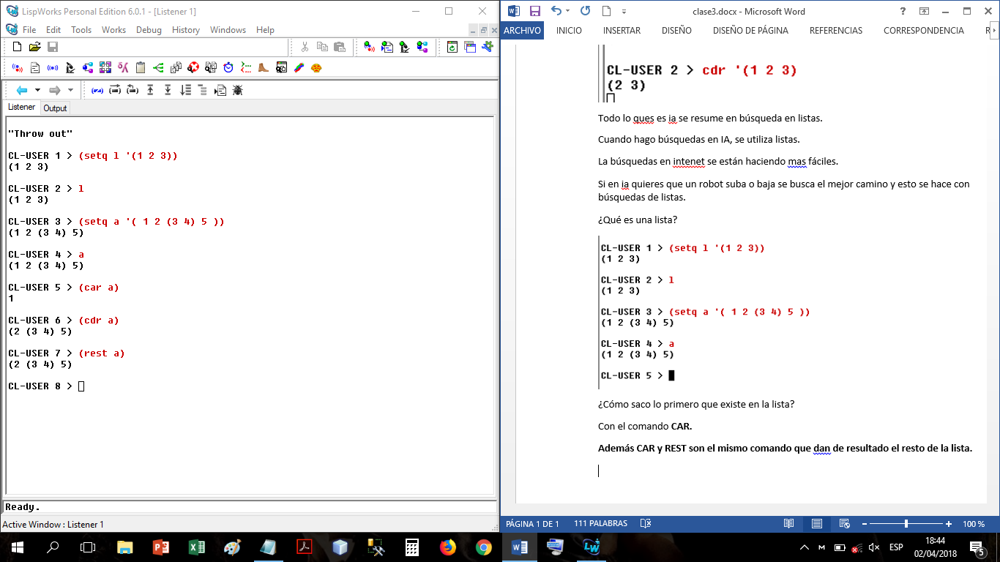 LispWorks Personal Edition 6.0.1 - [Listener 1]
File Edit Tools Works Debug History Windows Help
Listener Output
"Throw out"
CL-USER 1 > (setq l '(1 2 3))
(1 2 3)
CL-USER 2 > l
(1 2 3)
CL-USER 3 > (setq a '( 1 2 (3 4) 5 ))
(1 2 (3 4) 5)
CL-USER 4 > a
(1 2 (3 4) 5)
CL-USER 5 > (car a)
1
CL-USER 6 > (cdr a)
(2 (3 4) 5)
CL-USER 7 > (rest a)
(2 (3 4) 5)
CL-USER 8 >
Ready.
Active Window : Listener 1
clase3.docx - Microsoft Word
ARCHIVO INICIO INSERTAR DISEÑO DISEÑO DE PÁGINA REFERENCIAS CORRESPONDENCIA R
CL-USER 2 > cdr '(1 2 3)
(2 3)
Todo lo ques es ia se resume en búsqueda en listas.
Cuando hago búsquedas en IA, se utiliza listas.
La búsquedas en intenet se están haciendo mas fáciles.
Si en ia quieres que un robot suba o baja se busca el mejor camino y esto se hace con
búsquedas de listas.
¿Qué es una lista?
CL-USER 1 > (setq l '(1 2 3))
(1 2 3)
CL-USER 2 > l
(1 2 3)
CL-USER 3 > (setq a '( 1 2 (3 4) 5 ))
(1 2 (3 4) 5)
CL-USER 4 > a
(1 2 (3 4) 5)
CL-USER 5 >
¿Cómo saco lo primero que existe en la lista?
Con el comando CAR.
Además CAR y REST son el mismo comando que dan de resultado el resto de la lista.
PÁGINA 1 DE 1 111 PALABRAS 100 %
ESP
18:44
02/04/2018
5